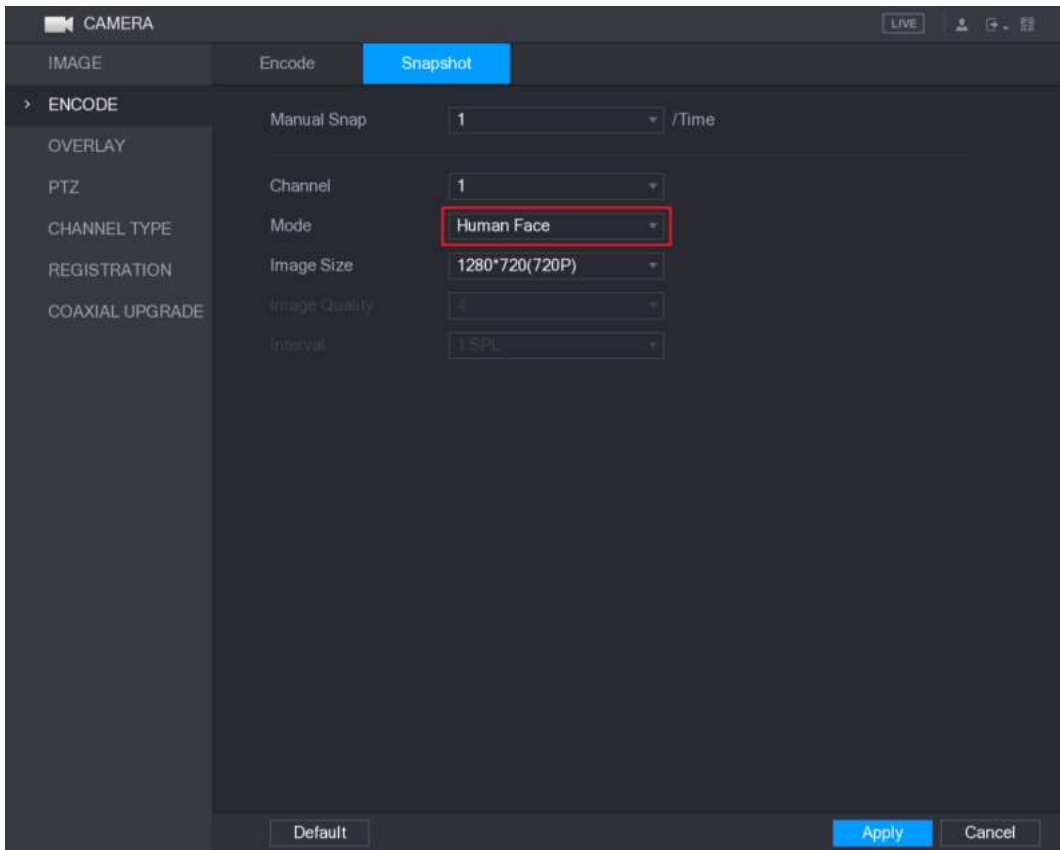 CAMERA
LIVE
IMAGE
Encode
Snapshot
ENCODE
Manual Snap 1 /Time
OVERLAY
PTZ
Channel 1
CHANNEL TYPE
Mode Human Face
REGISTRATION
Image Size 1280*720(720P)
COAXIAL UPGRADE
Image Quality 4
Interval 1 SPL
Default
Apply
Cancel